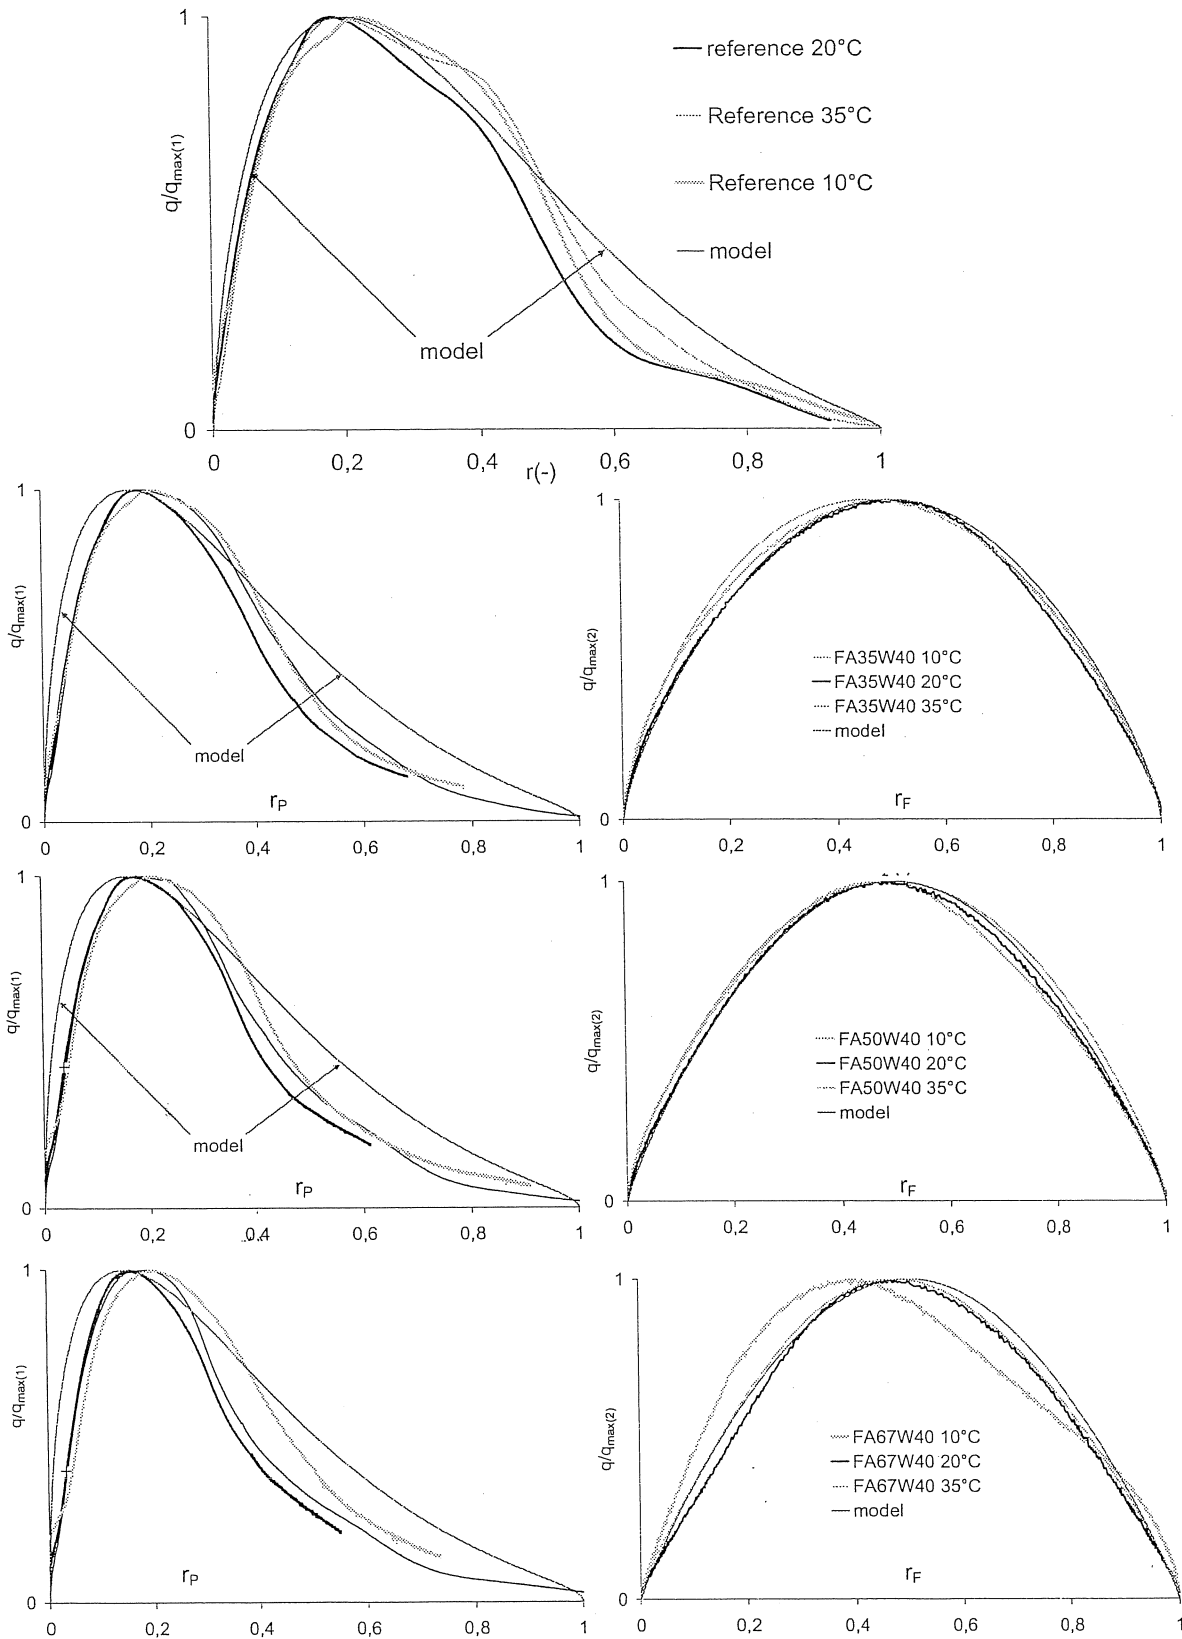 1
reference 20°C
Reference 35°C
Reference 10°C
model
q/qmax(1)
model
0
0 0,2 0,4 0,6 0,8 1
r(-)
1
q/qmax(1)
model
rP
0
0 0,2 0,4 0,6 0,8 1
1
q/qmax(2)
FA35W40 10°C
FA35W40 20°C
FA35W40 35°C
model
rF
0
0 0,2 0,4 0,6 0,8 1
1
q/qmax(1)
model
rP
0
0 0,2 0,4 0,6 0,8 1
1
q/qmax(2)
FA50W40 10°C
FA50W40 20°C
FA50W40 35°C
model
rF
0
0 0,2 0,4 0,6 0,8 1
1
q/qmax(1)
rP
0
0 0,2 0,4 0,6 0,8 1
1
q/qmax(2)
FA67W40 10°C
FA67W40 20°C
FA67W40 35°C
model
rF
0
0 0,2 0,4 0,6 0,8 1